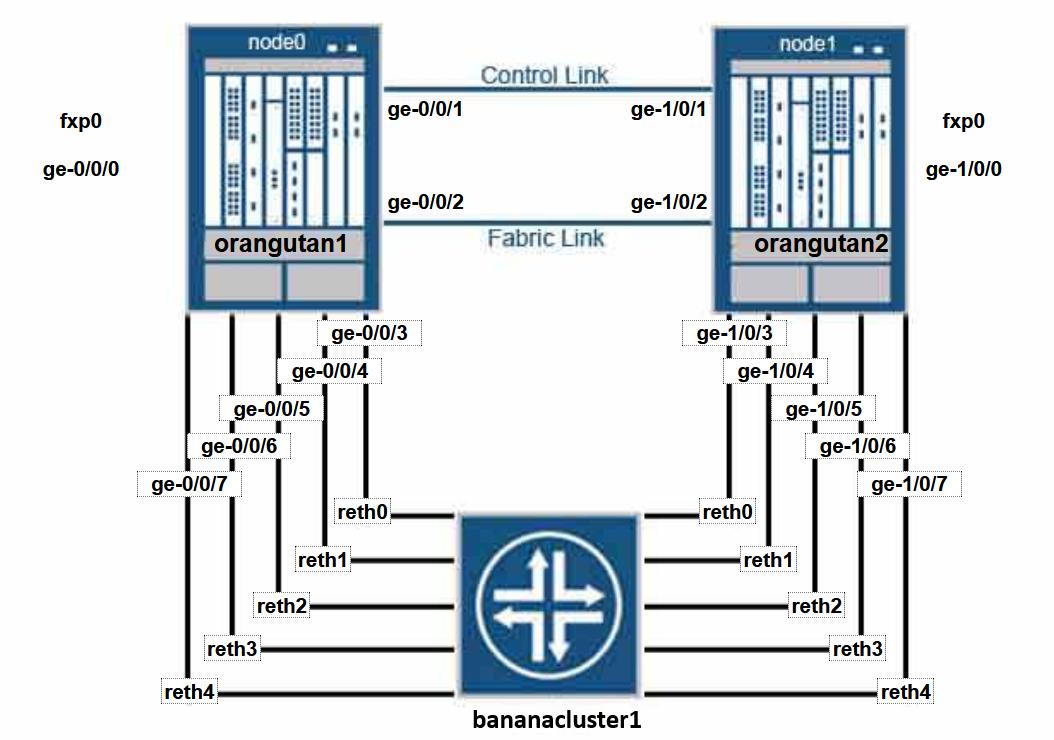 node0
node1
Control Link
ge-0/0/1
ge-1/0/1
fxp0
fxp0
ge-0/0/0
ge-1/0/0
ge-0/0/2
ge-1/0/2
Fabric Link
orangutan1
orangutan2
ge-0/0/3
ge-1/0/3
ge-0/0/4
ge-1/0/4
ge-0/0/5
ge-1/0/5
ge-0/0/6
ge-1/0/6
ge-0/0/7
ge-1/0/7
reth0
reth0
reth1
reth1
reth2
reth2
reth3
reth3
reth4
reth4
bananacluster1